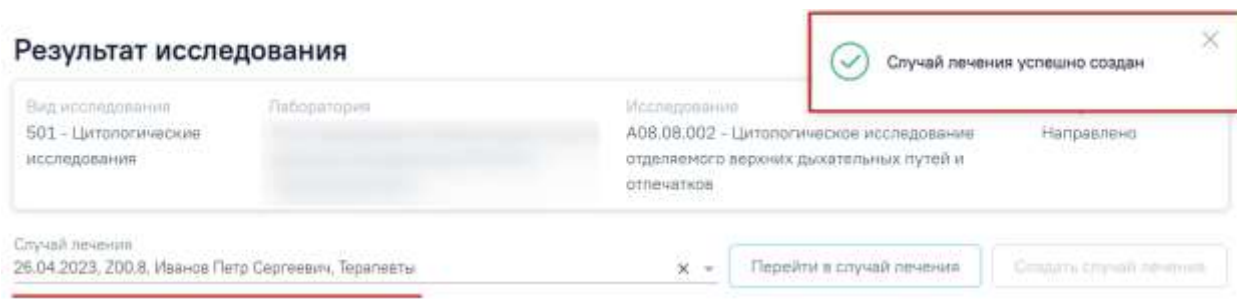 Результат исследования
Случай лечения успешно создан
Вид исследования
Лаборатория
Исследование
501 - Цитологические
исследования
A08.08.002 - Цитологическое исследование
отделяемого верхних дыхательных путей и
отпечатков
Направлено
Случай лечения
26.04.2023, Z00.8, Иванов Петр Сергеевич, Терапевты
Перейти в случай лечения
Создать случай лечения